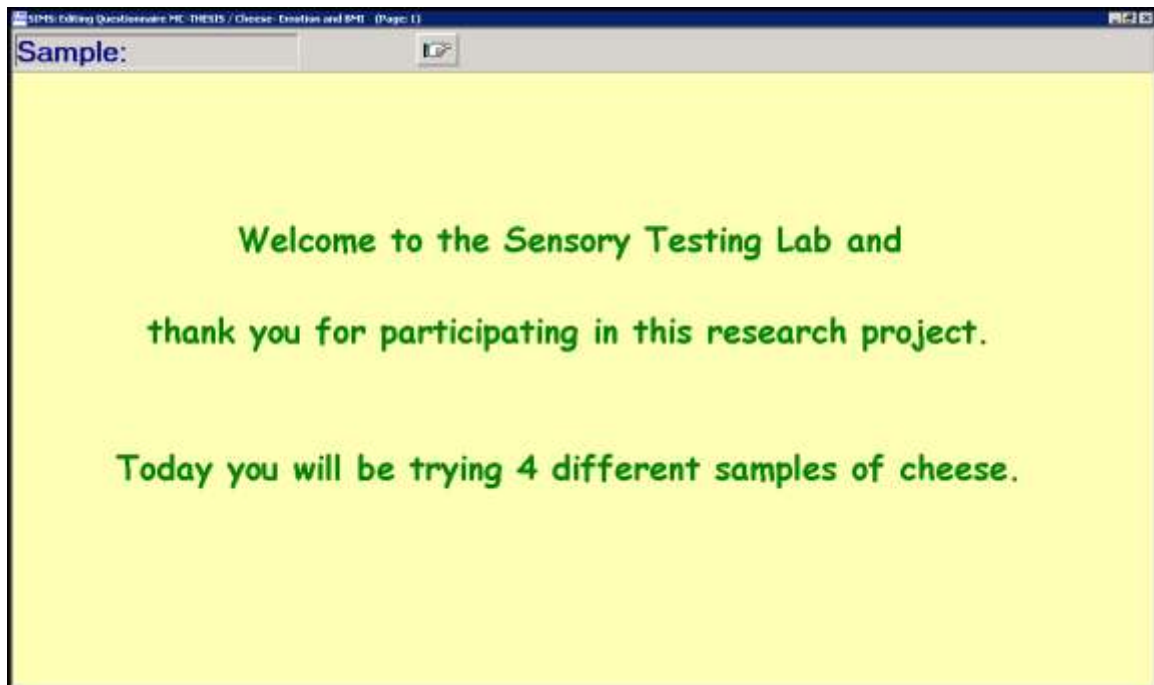 SIMS: Editing Questionnaire MC-THESIS / Cheese- Emotion and BMI (Page: 1)
Sample:
Welcome to the Sensory Testing Lab and
thank you for participating in this research project.
Today you will be trying 4 different samples of cheese.